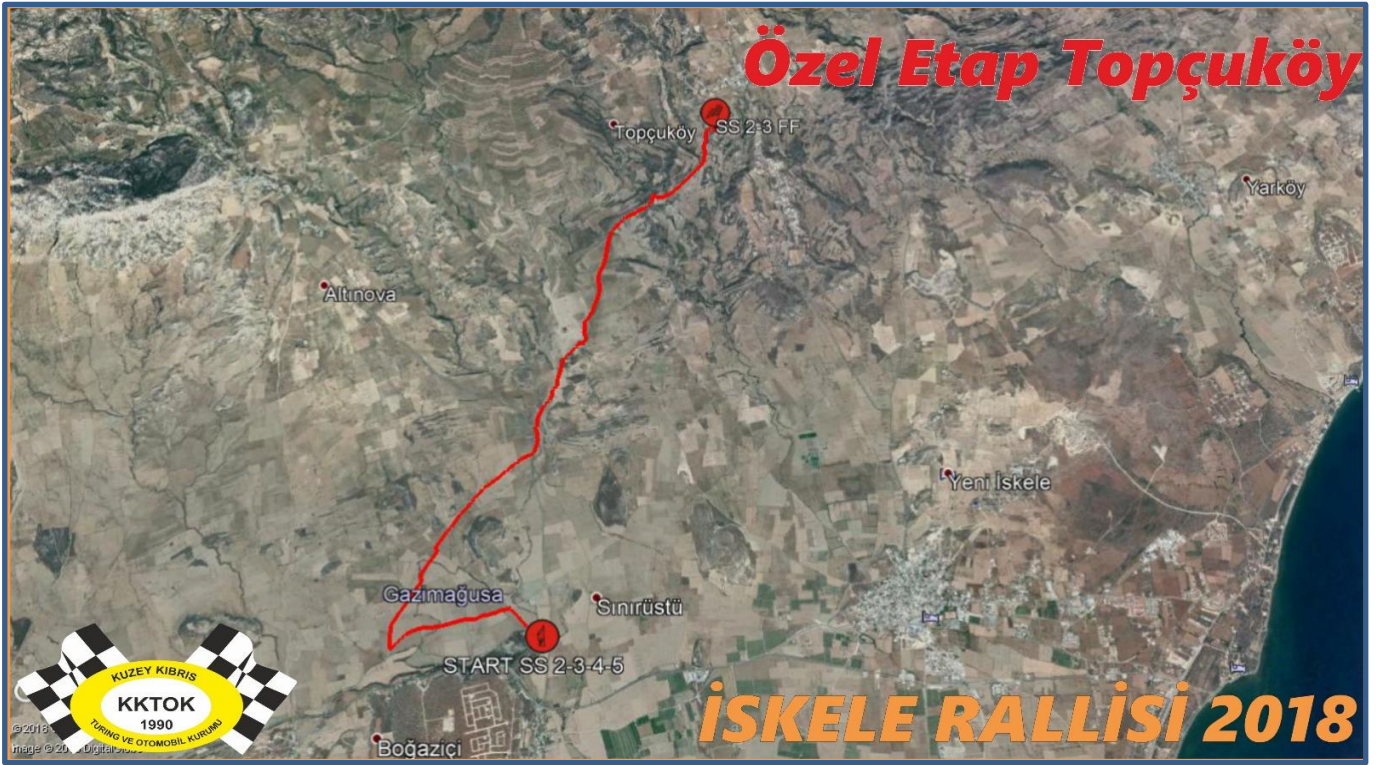 Özel Etap Topçuköy
SS 2-3 FF
Topçuköy
Yarköy
Altınova
Yeni İskele
Gazimağusa
Sınırüstü
START SS 2-3-4-5
KUZEY KIBRIS
KKTOK
1990
TURING VE OTOMOBİL KURUMU
İSKELE RALLİSİ 2018
Boğaziçi